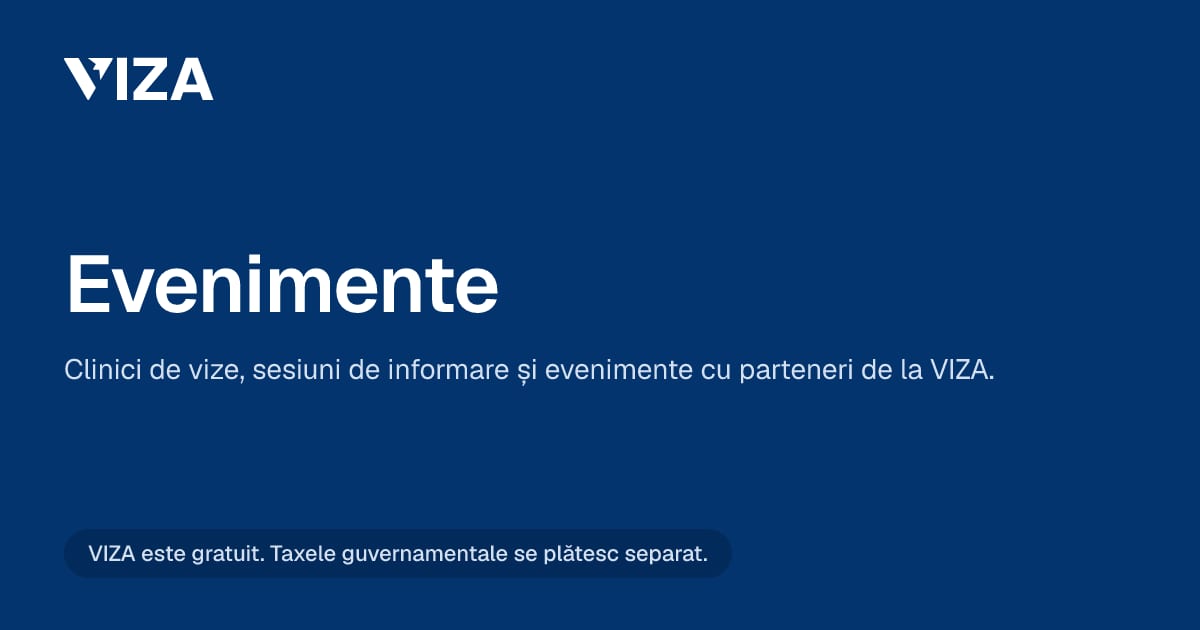 VIZA
Evenimente
Clinici de vize, sesiuni de informare și evenimente cu parteneri de la VIZA.
VIZA este gratuit. Taxele guvernamentale se plătesc separat.